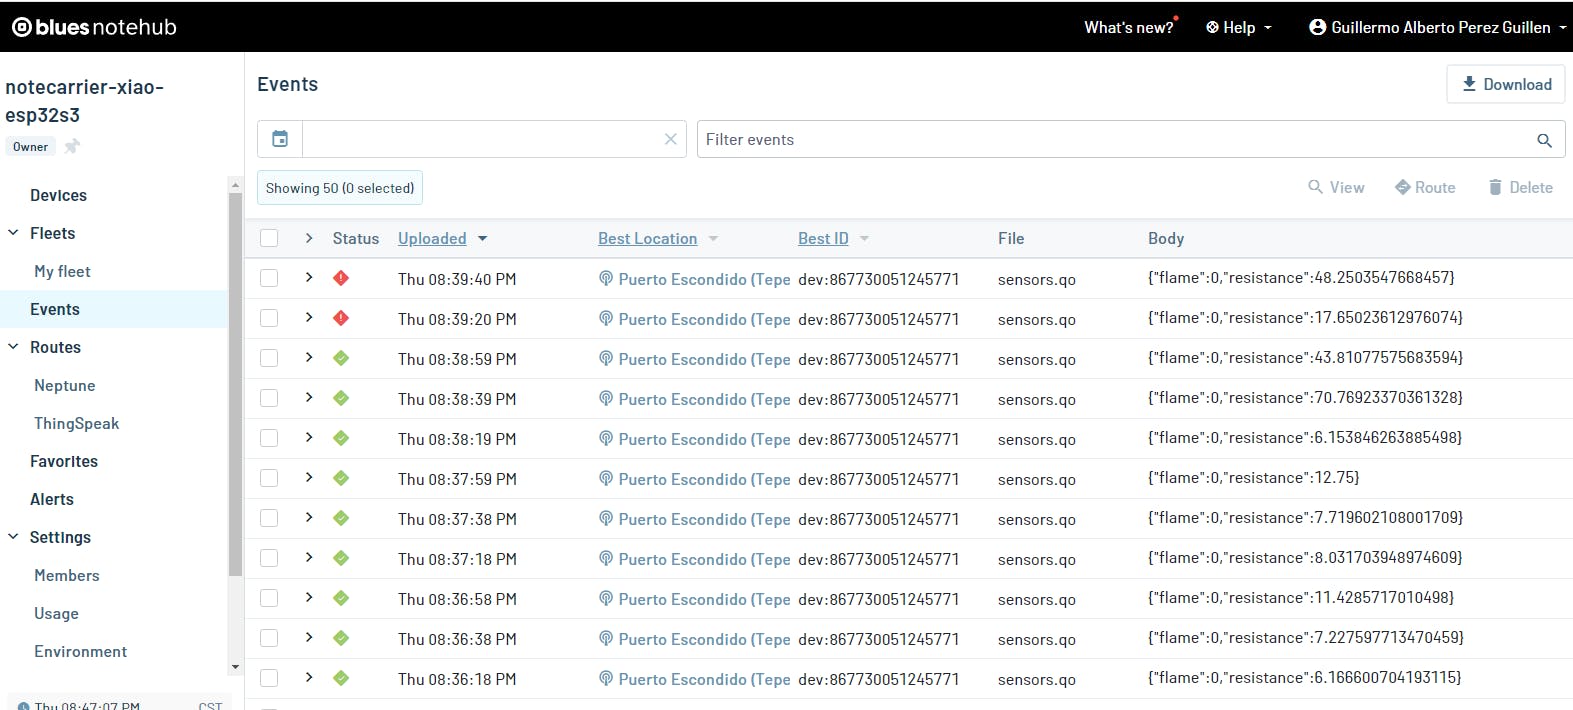 blues notehub
What's new?
Help
Guillermo Alberto Perez Guillen
notecarrier-xiao-
esp32s3
Owner
Devices
Fleets
My fleet
Events
Routes
Neptune
ThingSpeak
Favorites
Alerts
Settings
Members
Usage
Environment
Thu 08:47:07 PM CST
Events
Download
Filter events
Showing 50 (0 selected)
View Route Delete
Status Uploaded Best Location Best ID File Body
Thu 08:39:40 PM Puerto Escondido (Tepe dev:867730051245771 sensors.qo {"flame":0,"resistance":48.2503547668457}
Thu 08:39:20 PM Puerto Escondido (Tepe dev:867730051245771 sensors.qo {"flame":0,"resistance":17.65023612976074}
Thu 08:38:59 PM Puerto Escondido (Tepe dev:867730051245771 sensors.qo {"flame":0,"resistance":43.81077575683594}
Thu 08:38:39 PM Puerto Escondido (Tepe dev:867730051245771 sensors.qo {"flame":0,"resistance":70.76923370361328}
Thu 08:38:19 PM Puerto Escondido (Tepe dev:867730051245771 sensors.qo {"flame":0,"resistance":6.153846263885498}
Thu 08:37:59 PM Puerto Escondido (Tepe dev:867730051245771 sensors.qo {"flame":0,"resistance":12.75}
Thu 08:37:38 PM Puerto Escondido (Tepe dev:867730051245771 sensors.qo {"flame":0,"resistance":7.719602108001709}
Thu 08:37:18 PM Puerto Escondido (Tepe dev:867730051245771 sensors.qo {"flame":0,"resistance":8.031703948974609}
Thu 08:36:58 PM Puerto Escondido (Tepe dev:867730051245771 sensors.qo {"flame":0,"resistance":11.4285717010498}
Thu 08:36:38 PM Puerto Escondido (Tepe dev:867730051245771 sensors.qo {"flame":0,"resistance":7.227597713470459}
Thu 08:36:18 PM Puerto Escondido (Tepe dev:867730051245771 sensors.qo {"flame":0,"resistance":6.166600704193115}